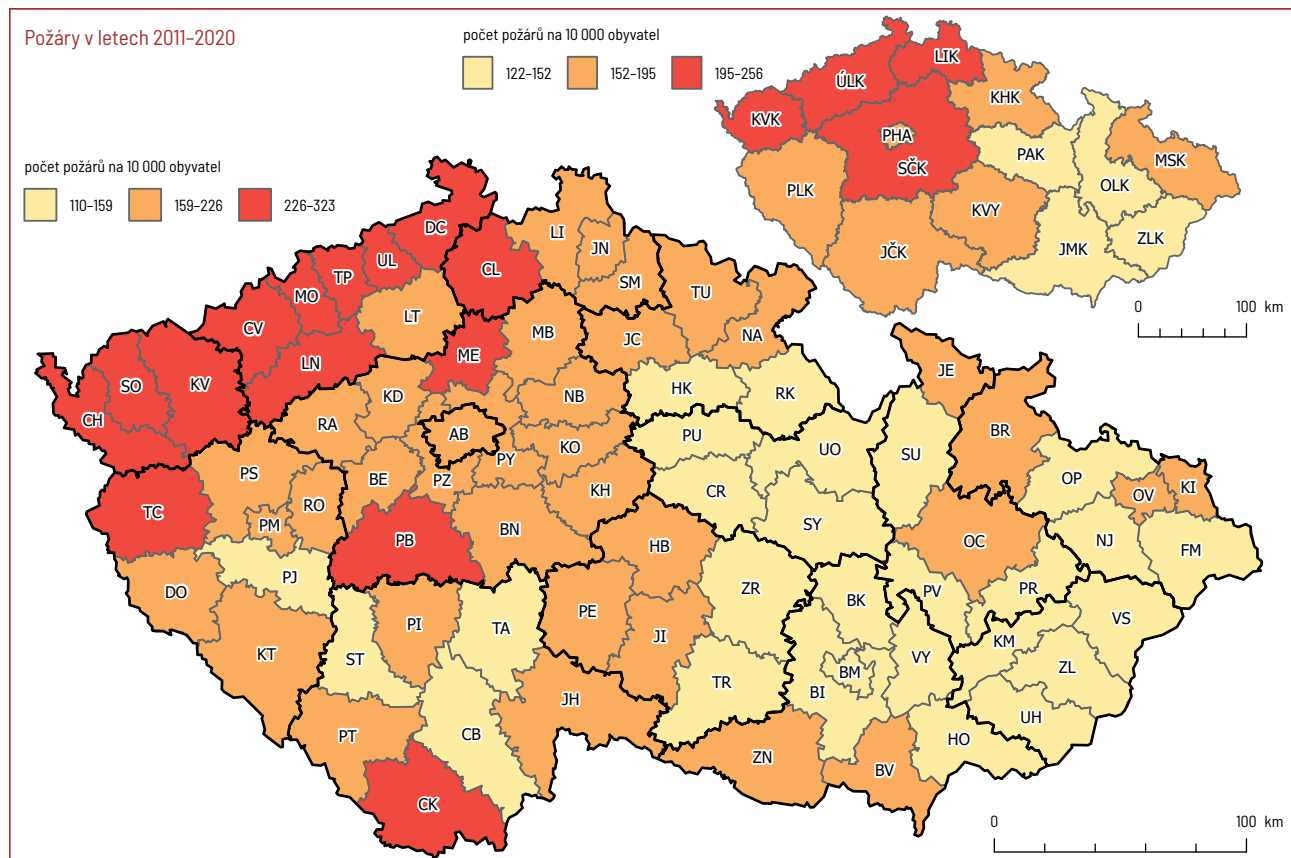 Požáry v letech 2011–2020
počet požárů na 10 000 obyvatel
122–152 152–195 195–256
LIK
ÚLK
KHK
KVK
PHA
PAK
MSK
SČK
OLK
PLK
KVY
ZLK
JČK
JMK
0 100 km
počet požárů na 10 000 obyvatel
110–159 159–226 226–323
DC
LI
JN
UL
CL
TP
SM
MO
TU
LT
CV
MB
JC
NA
ME
LN
JE
SO
KV
HK
RK
KD
NB
CH
RA
AB
BR
PU
KO
UO
SU
PY
PS
BE
PZ
OP
CR
KH
OV
KI
RO
TC
PM
SY
BN
PB
OC
NJ
HB
FM
PJ
ZR
PR
DO
PV
BK
PE
VS
PI
TA
JI
KM
KT
ST
VY
ZL
BM
TR
BI
JH
UH
PT
CB
HO
ZN
BV
CK
0 100 km